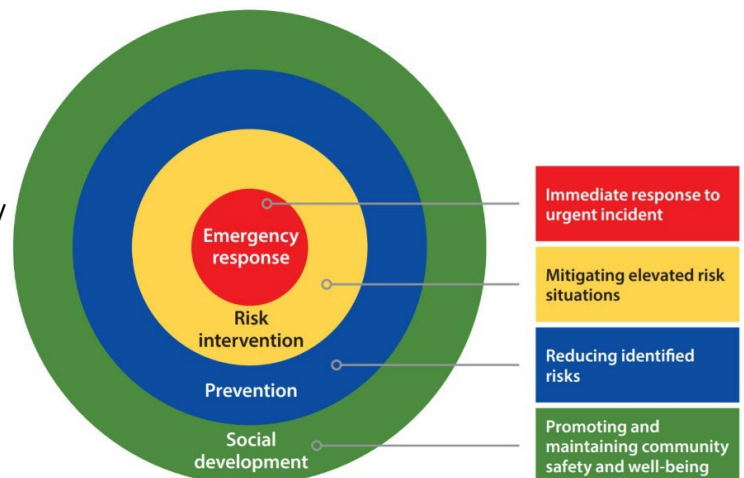 Emergency
response
Risk
intervention
Prevention
Social
development
Immediate response to
urgent incident
Mitigating elevated risk
situations
Reducing identified
risks
Promoting and
maintaining community
safety and well-being